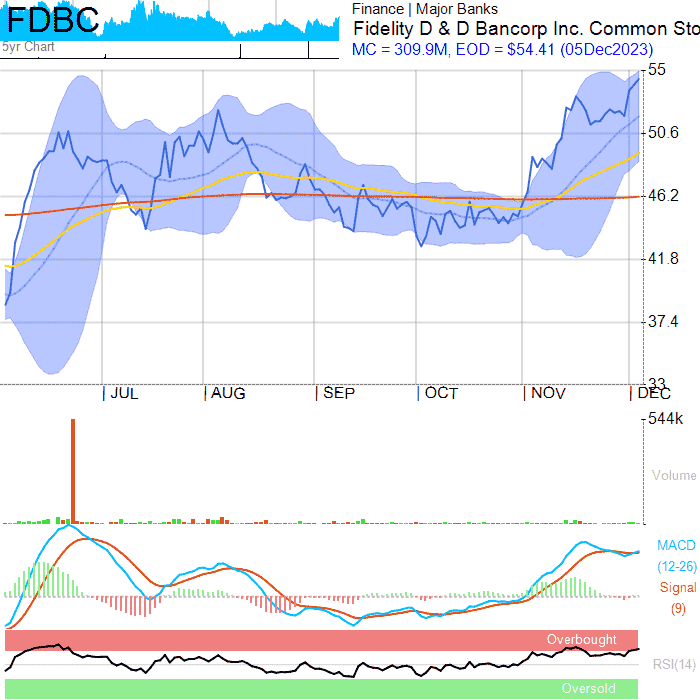 FDBC
5yr Chart
Finance | Major Banks
Fidelity D & D Bancorp Inc. Common Sto
MC = 309.9M, EOD = $54.41 (05Dec2023)
55
50.6
46.2
41.8
37.4
33
JUL
AUG
SEP
OCT
NOV
DEC
544k
Volume
MACD
(12-26)
Signal
(9)
Overbought
RSI(14)
Oversold